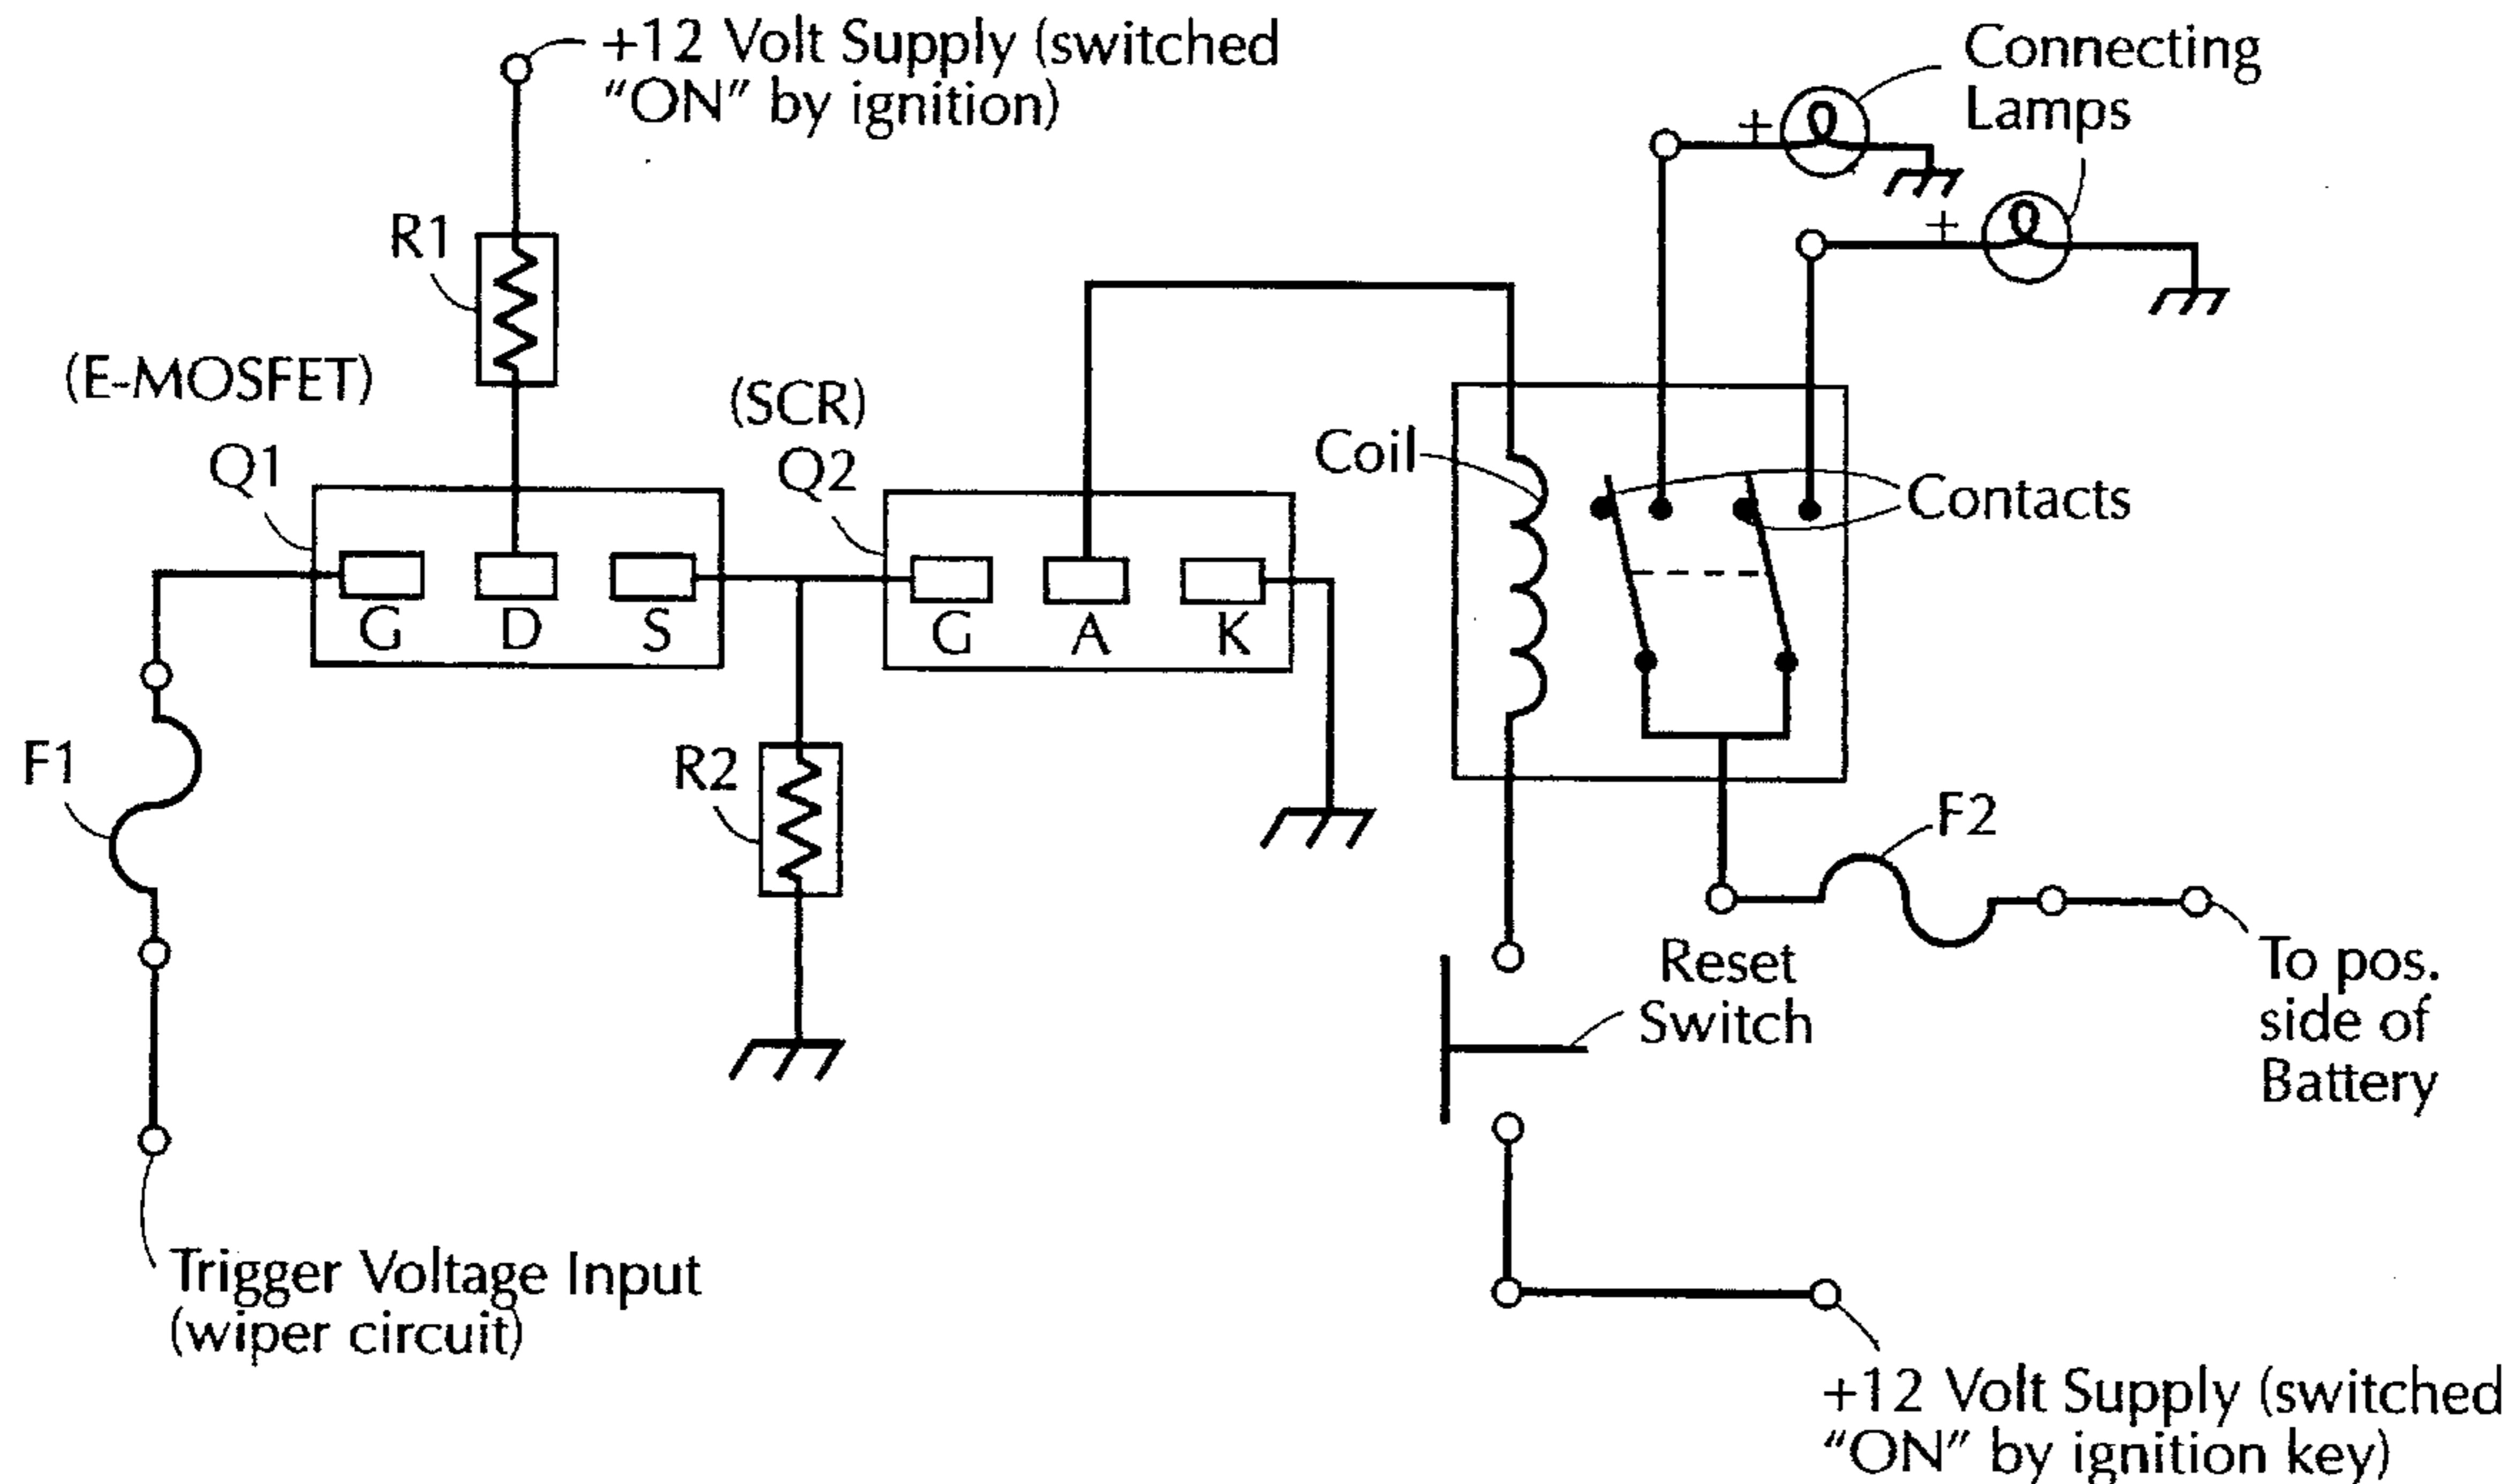 +12 Volt Supply (switched
“ON” by ignition)
Connecting
Lamps
+
+
R1
(E-MOSFET)
Q1
(SCR)
Q2
Coil
Contacts
G
D
S
G
A
K
F1
R2
F2
Reset
Switch
To pos.
side of
Battery
Trigger Voltage Input
(wiper circuit)
+12 Volt Supply (switched
“ON” by ignition key)